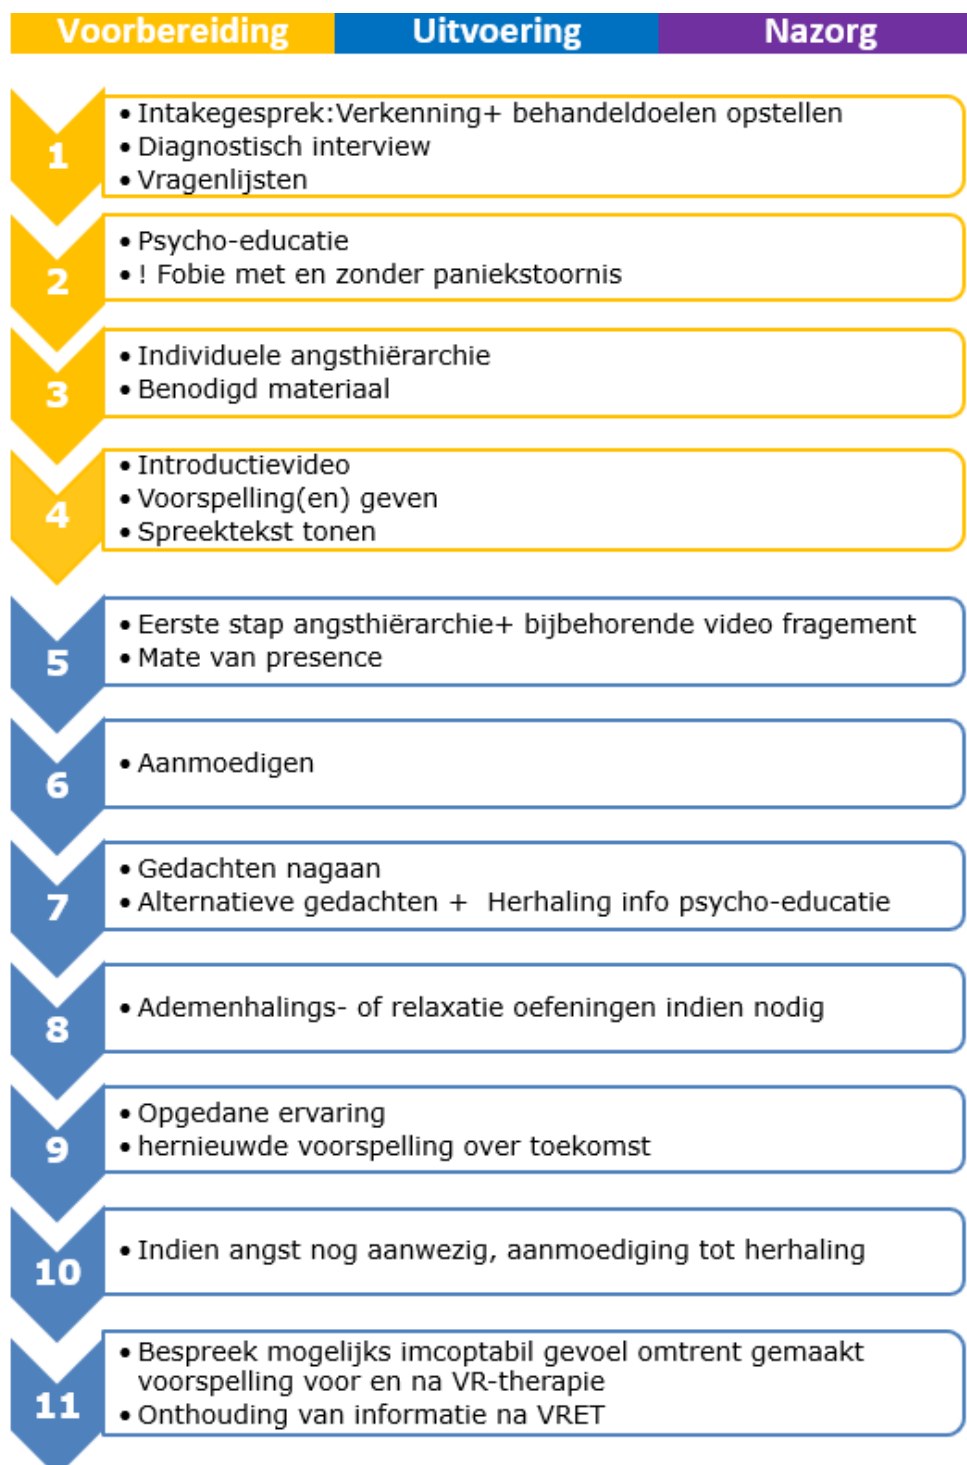 Voorbereiding Uitvoering Nazorg
1
• Intakegesprek:Verkenning+ behandeldoelen opstellen
• Diagnostisch interview
• Vragenlijsten
2
• Psycho-educatie
• ! Fobie met en zonder paniekstoornis
3
• Individuele angsthiërarchie
• Benodigd materiaal
4
• Introductievideo
• Voorspelling(en) geven
• Spreektekst tonen
5
• Eerste stap angsthiërarchie+ bijbehorende video fragement
• Mate van presence
6
• Aanmoedigen
7
• Gedachten nagaan
• Alternatieve gedachten + Herhaling info psycho-educatie
8
• Ademenhalings- of relaxatie oefeningen indien nodig
9
• Opgedane ervaring
• hernieuwde voorspelling over toekomst
10
• Indien angst nog aanwezig, aanmoediging tot herhaling
11
• Bespreek mogelijks imcoptabil gevoel omtrent gemaakt
voorspelling voor en na VR-therapie
• Onthouding van informatie na VRET